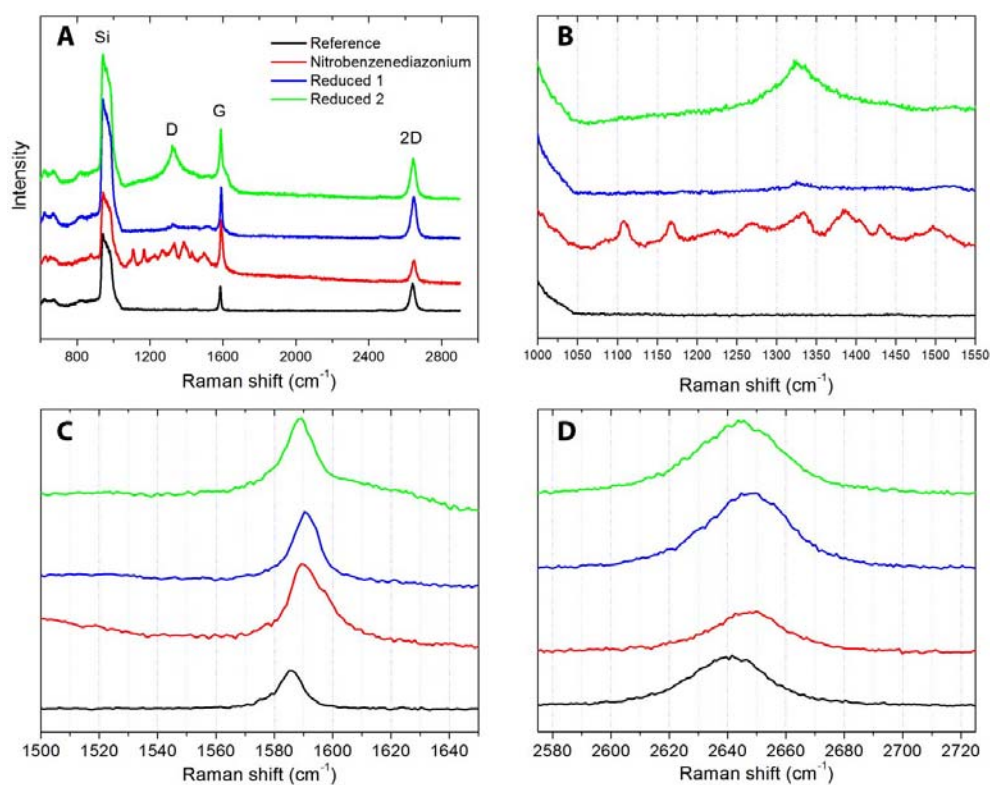 A
Si
D
G
2D
Reference
Nitrobenzenediazonium
Reduced 1
Reduced 2
Intensity
800 1200 1600 2000 2400 2800
Raman shift (cm⁻¹)
B
1000 1050 1100 1150 1200 1250 1300 1350 1400 1450 1500 1550
Raman shift (cm⁻¹)
C
1500 1520 1540 1560 1580 1600 1620 1640
Raman shift (cm⁻¹)
D
2580 2600 2620 2640 2660 2680 2700 2720
Raman shift (cm⁻¹)